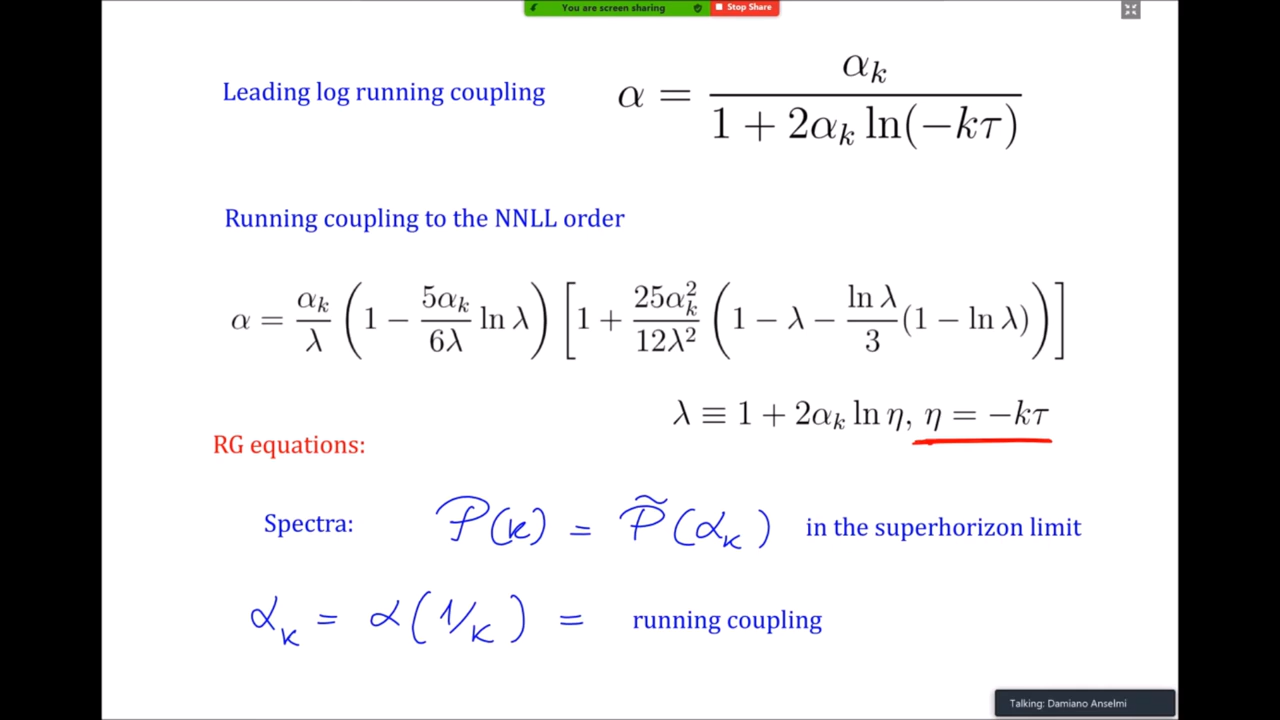 You are screen sharing
Stop Share
Leading log running coupling α = α_k / (1 + 2α_k ln(−kτ))
Running coupling to the NNLL order
α = α_k/λ (1 − 5α_k/6λ ln λ) [1 + 25α_k²/12λ² (1 − λ − ln λ/3 (1 − ln λ))]
λ ≡ 1 + 2α_k ln η, η = −kτ
RG equations:
Spectra: P(k) = P̃(α_k) in the superhorizon limit
α_k = α(1/k) = running coupling
Talking: Damiano Anselmi